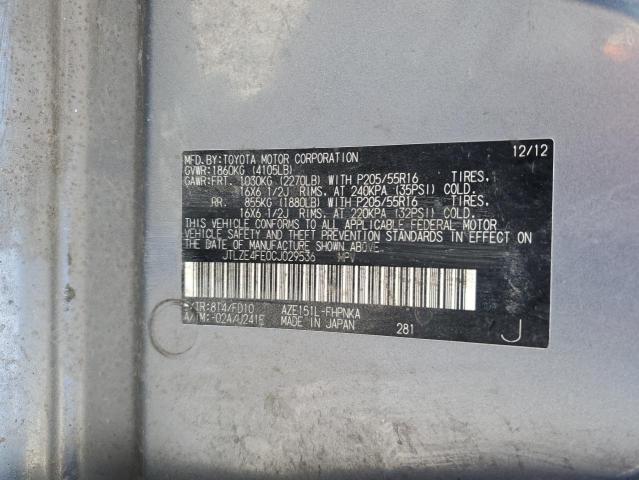 MFD. BY: TOYOTA MOTOR CORPORATION 12/12
GVWR: 1860KG (4105LB)
GAWR: FRT. 1030KG (2270LB) WITH P205/55R16 TIRES.
16X6 1/2J RIMS. AT 240KPA (35PSI) COLD.
RR. 855KG (1880LB) WITH P205/55R16 TIRES.
16X6 1/2J RIMS. AT 220KPA (32PSI) COLD.
THIS VEHICLE CONFORMS TO ALL APPLICABLE FEDERAL MOTOR
VEHICLE SAFETY AND THEFT PREVENTION STANDARDS IN EFFECT ON
THE DATE OF MANUFACTURE SHOWN ABOVE.
JTLZE4FE0CJ029536 MPV
C/TR: 8T4/FD10 AZE151L-FHPNKA
A/TM: -02A/U241E MADE IN JAPAN 281 J